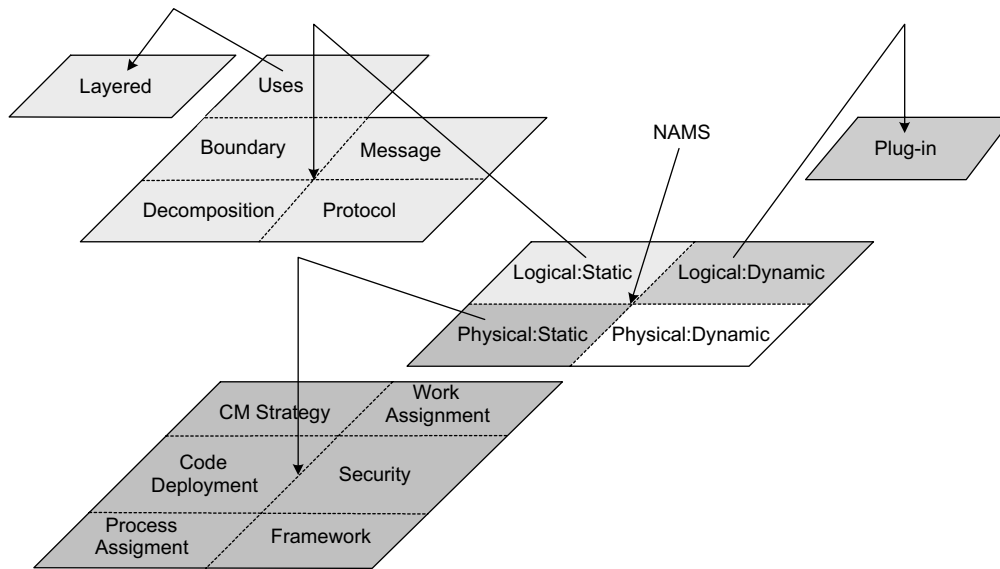 Layered
Uses
Boundary
Message
NAMS
Plug-in
Decomposition
Protocol
Logical:Static
Logical:Dynamic
Physical:Static
Physical:Dynamic
CM Strategy
Work
Assignment
Code
Deployment
Security
Process
Assigment
Framework